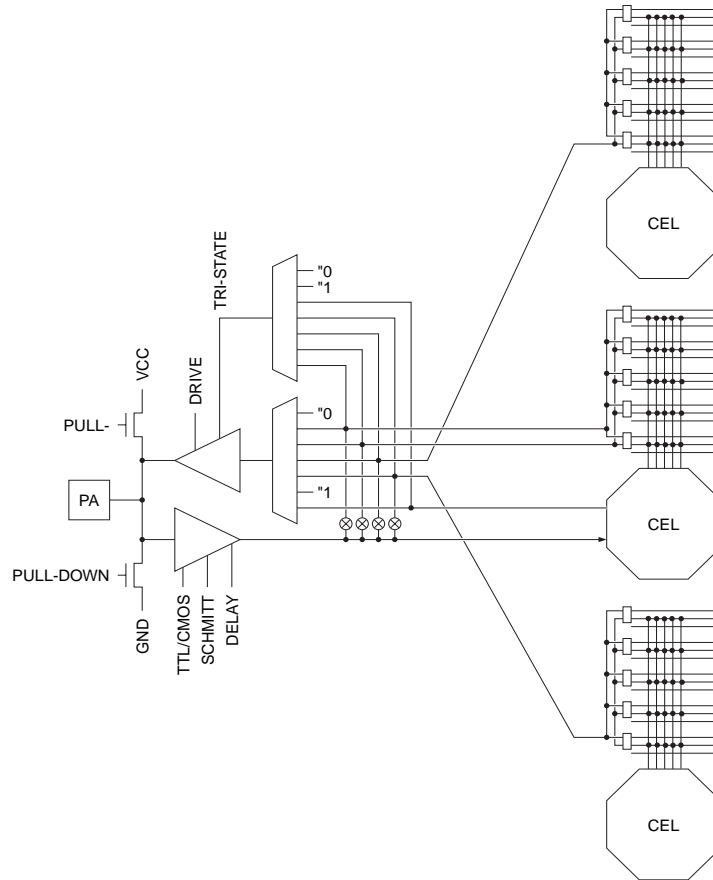 CEL
TRI-STATE
"0
"1
VCC
DRIVE
PULL-
"0
PA
"1
CEL
PULL-DOWN
GND
TTL/CMOS
SCHMITT
DELAY
CEL